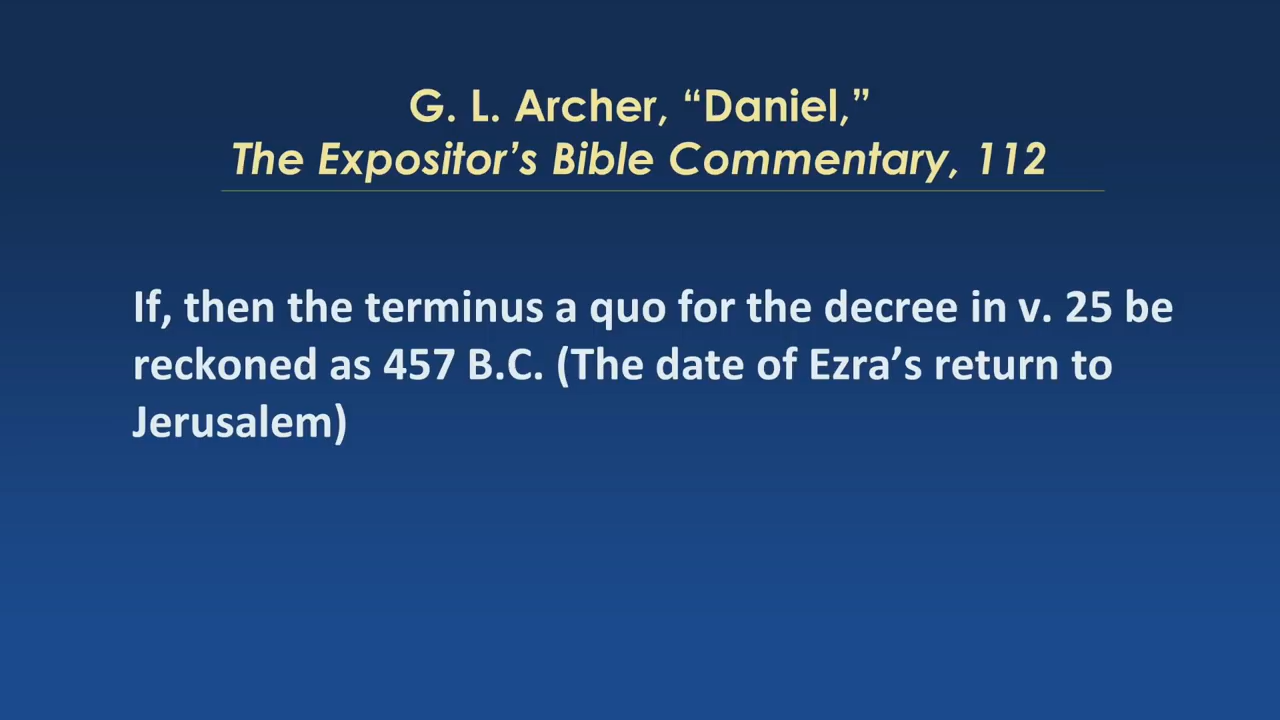 G. L. Archer, “Daniel,”
The Expositor’s Bible Commentary, 112
If, then the terminus a quo for the decree in v. 25 be
reckoned as 457 B.C. (The date of Ezra’s return to
Jerusalem)